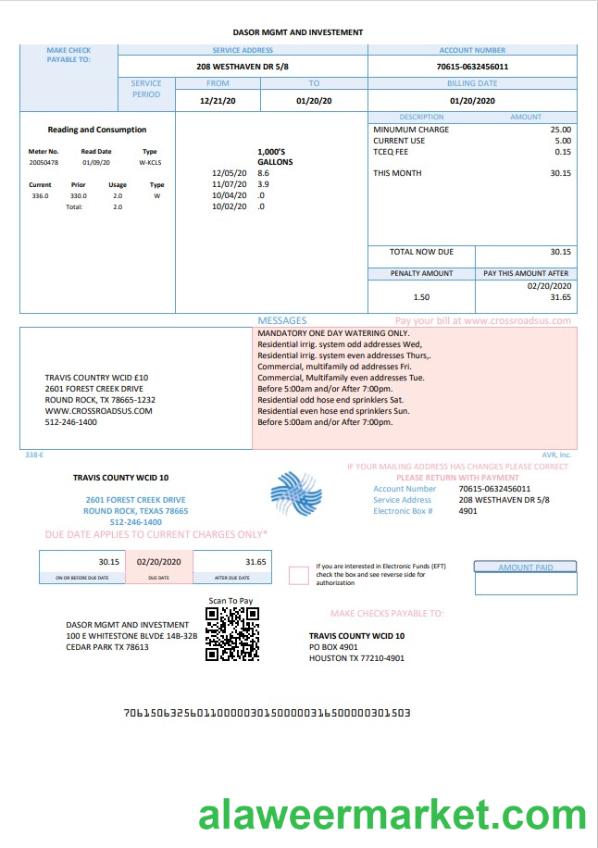 DASOR MGMT AND INVESTEMENT
MAKE CHECK
PAYABLE TO:
SERVICE ADDRESS
ACCOUNT NUMBER
208 WESTHAVEN DR 5/8
70615-0632456011
SERVICE
PERIOD
FROM
TO
BILLING DATE
12/21/20
01/20/20
01/20/2020
Reading and Consumption
Meter No. Read Date Type
20050478 01/09/20 W-KCLS
Current Prior Usage Type
336.0 330.0 2.0 W
Total: 2.0
1,000'S
GALLONS
12/05/20 8.6
11/07/20 3.9
10/04/20 .0
10/02/20 .0
DESCRIPTION AMOUNT
MINIMUM CHARGE 25.00
CURRENT USE 5.00
TCEQ FEE 0.15
THIS MONTH 30.15
TOTAL NOW DUE 30.15
PENALTY AMOUNT PAY THIS AMOUNT AFTER
02/20/2020
1.50 31.65
MESSAGES
Pay your bill at www.crossroadsus.com
TRAVIS COUNTRY WCID £10
2601 FOREST CREEK DRIVE
ROUND ROCK, TX 78665-1232
WWW.CROSSROADSUS.COM
512-246-1400
MANDATORY ONE DAY WATERING ONLY.
Residential irrig. system odd addresses Wed,
Residential irrig. system even addresses Thurs,.
Commercial, multifamily od addresses Fri.
Commercial, Multifamily even addresses Tue.
Before 5:00am and/or After 7:00pm.
Residential odd hose end sprinklers Sat.
Residential even hose end sprinklers Sun.
Before 5:00am and/or After 7:00pm.
338-E
AVR, Inc.
TRAVIS COUNTY WCID 10
2601 FOREST CREEK DRIVE
ROUND ROCK, TEXAS 78665
512-246-1400
IF YOUR MAILING ADDRESS HAS CHANGES PLEASE CORRECT
PLEASE RETURN WITH PAYMENT
Account Number 70615-0632456011
Service Address 208 WESTHAVEN DR 5/8
Electronic Box # 4901
DUE DATE APPLIES TO CURRENT CHARGES ONLY*
30.15 02/20/2020 31.65
ON OR BEFORE DUE DATE DUE DATE AFTER DUE DATE
If you are interested in Electronic Funds (EFT)
check the box and see reverse side for
authorization
AMOUNT PAID
Scan To Pay
DASOR MGMT AND INVESTMENT
100 E WHITESTONE BLVD£ 14B-32B
CEDAR PARK TX 78613
MAKE CHECKS PAYABLE TO:
TRAVIS COUNTY WCID 10
PO BOX 4901
HOUSTON TX 77210-4901
70615063256011000003015000003165000000301503
alaweermarket.com